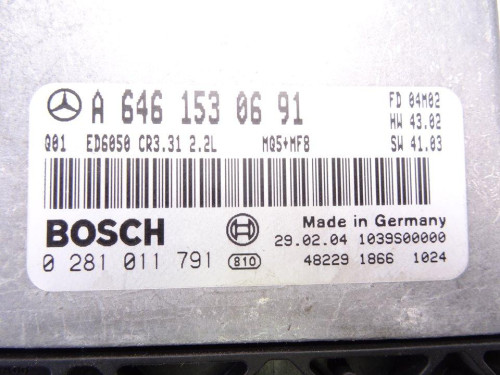 A 646 153 06 91
FD 04M02
HW 43.02
Q01 ED6050 CR3.31 2.2L MQ5+MF8 SW 41.03
BOSCH
Made in Germany
29.02.04 1039S00000
0 281 011 791 810 48229 1866 1024